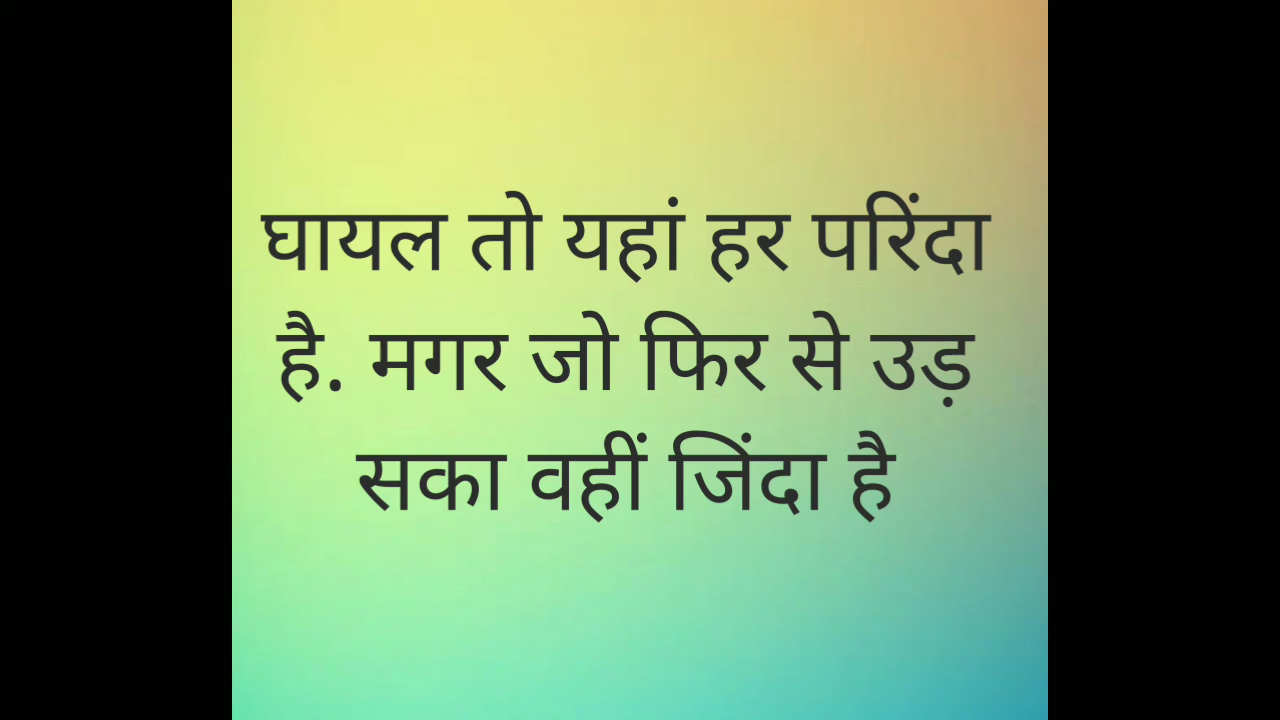 घायल तो यहां हर परिंदा
है. मगर जो फिर से उड़
सका वहीं जिंदा है